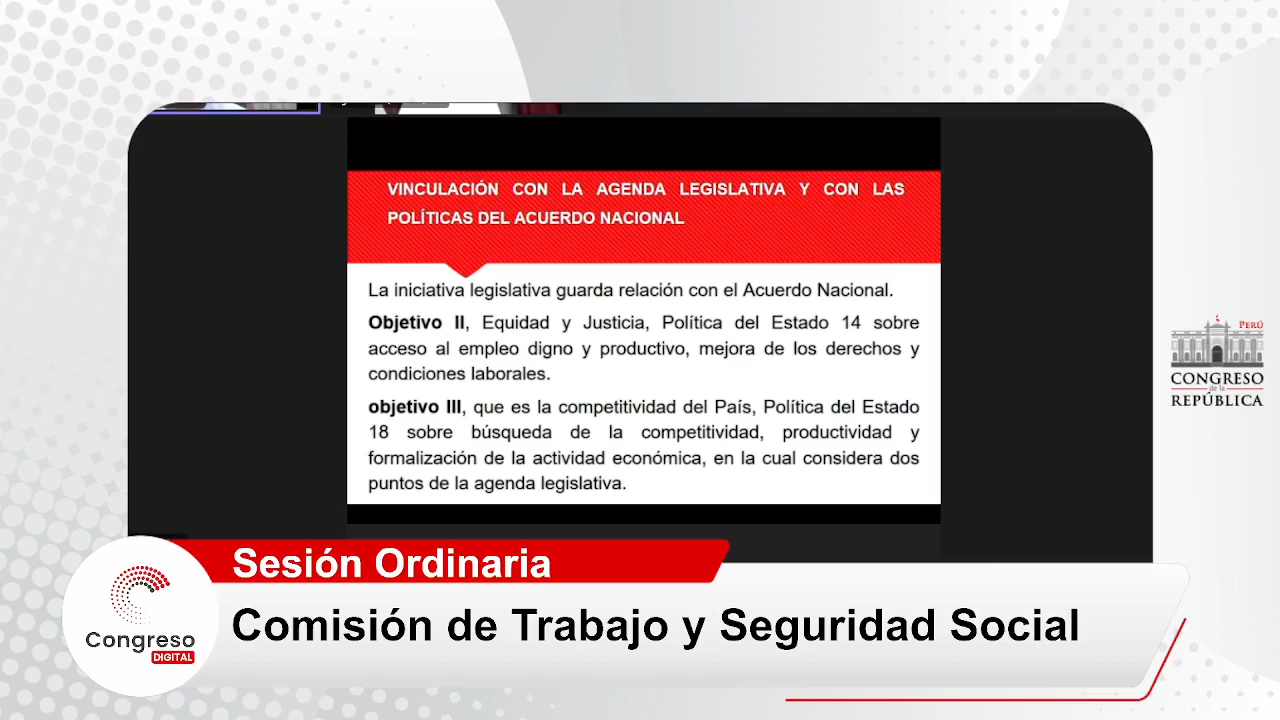 VINCULACIÓN CON LA AGENDA LEGISLATIVA Y CON LAS
POLÍTICAS DEL ACUERDO NACIONAL
La iniciativa legislativa guarda relación con el Acuerdo Nacional.
Objetivo II, Equidad y Justicia, Política del Estado 14 sobre
acceso al empleo digno y productivo, mejora de los derechos y
condiciones laborales.
objetivo III, que es la competitividad del País, Política del Estado
18 sobre búsqueda de la competitividad, productividad y
formalización de la actividad económica, en la cual considera dos
puntos de la agenda legislativa.
PERÚ
CONGRESO
de la
REPÚBLICA
Sesión Ordinaria
Comisión de Trabajo y Seguridad Social
Congreso
DIGITAL